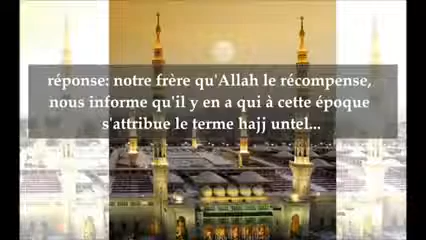 réponse: notre frère qu'Allah le récompense,
nous informe qu'il y en a qui à cette époque
s'attribue le terme hajj untel...